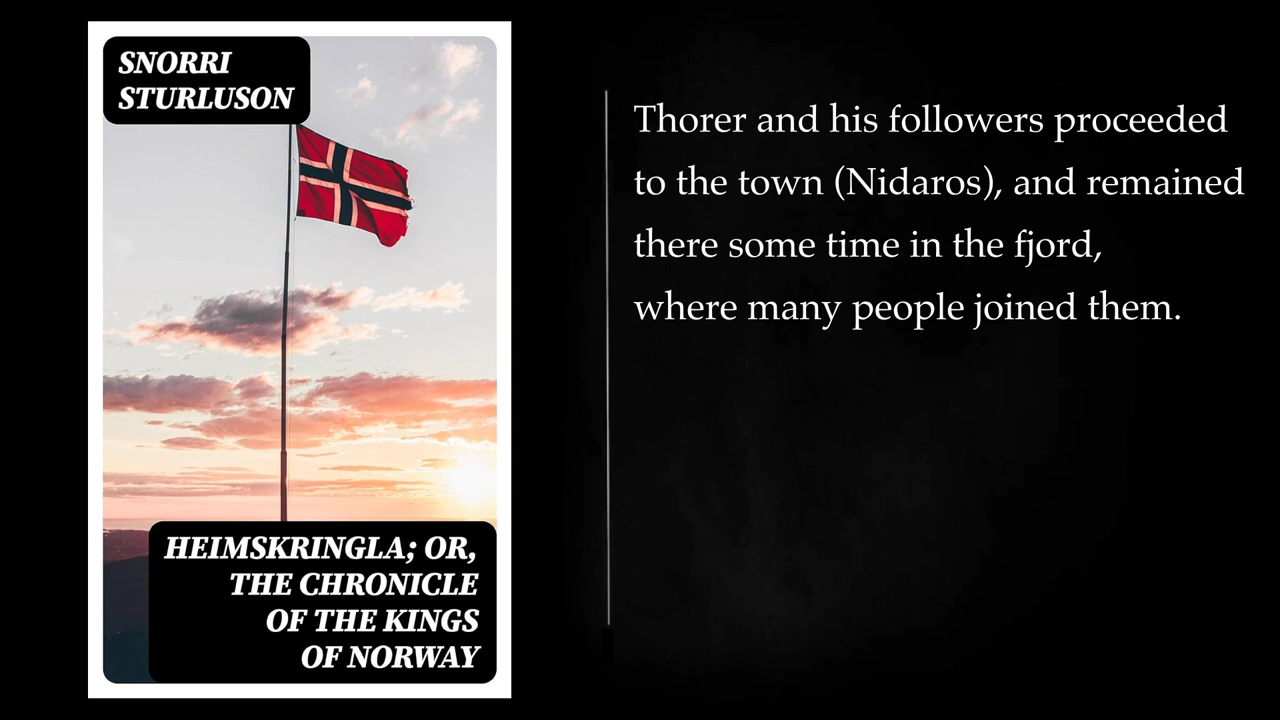 SNORRI
STURLUSON
HEIMSKRINGLA; OR,
THE CHRONICLE
OF THE KINGS
OF NORWAY
Thorer and his followers proceeded
to the town (Nidaros), and remained
there some time in the fjord,
where many people joined them.